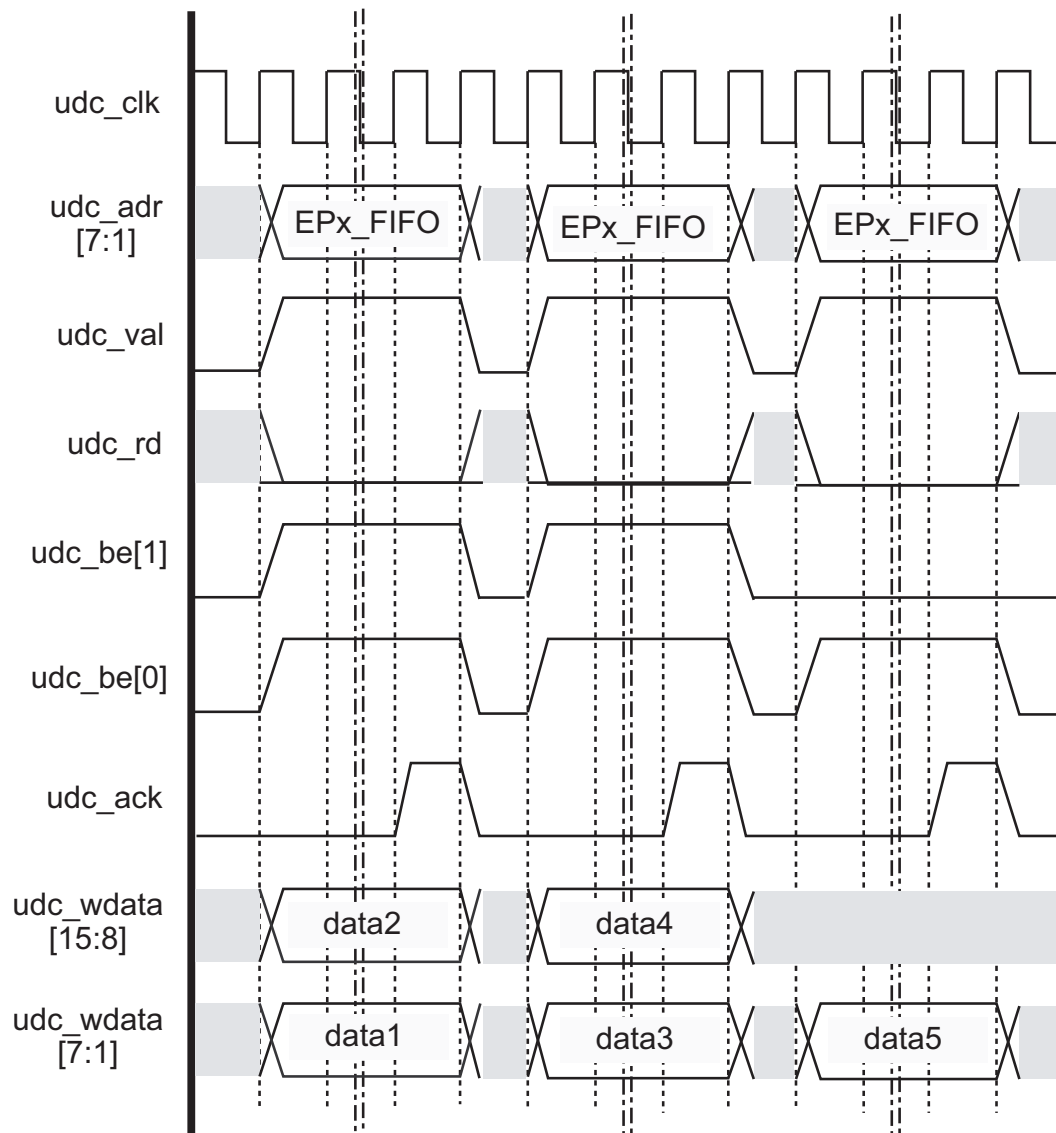 udc_clk
udc_adr
[7:1]
EPx_FIFO
EPx_FIFO
EPx_FIFO
udc_val
udc_rd
udc_be[1]
udc_be[0]
udc_ack
udc_wdata
[15:8]
data2
data4
udc_wdata
[7:1]
data1
data3
data5